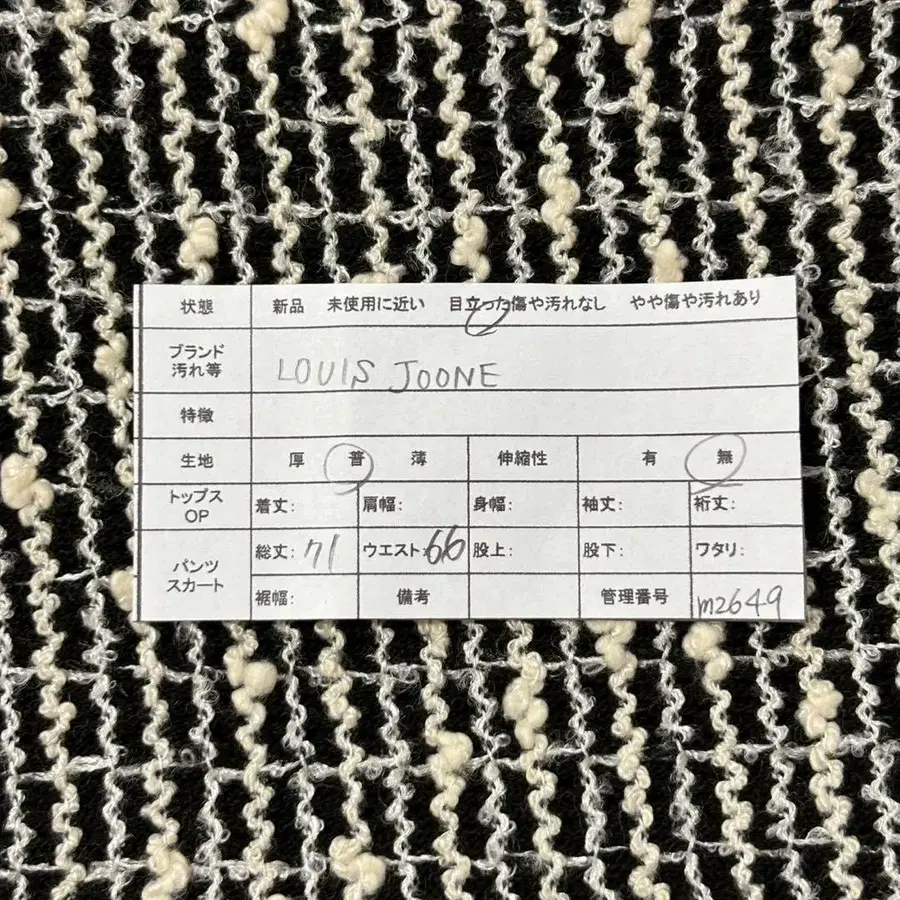 状態 新品 未使用に近い 目立った傷や汚れなし やや傷や汚れあり
ブランド
汚れ等
LOUIS JOONE
特徴
生地 厚 普 薄 伸縮性 有 無
トップス
OP
着丈: 肩幅: 身幅: 袖丈: 裄丈:
パンツ
スカート
総丈: 71 ウエスト: 66 股上: 股下: ワタリ:
裾幅: 備考 管理番号 m2649